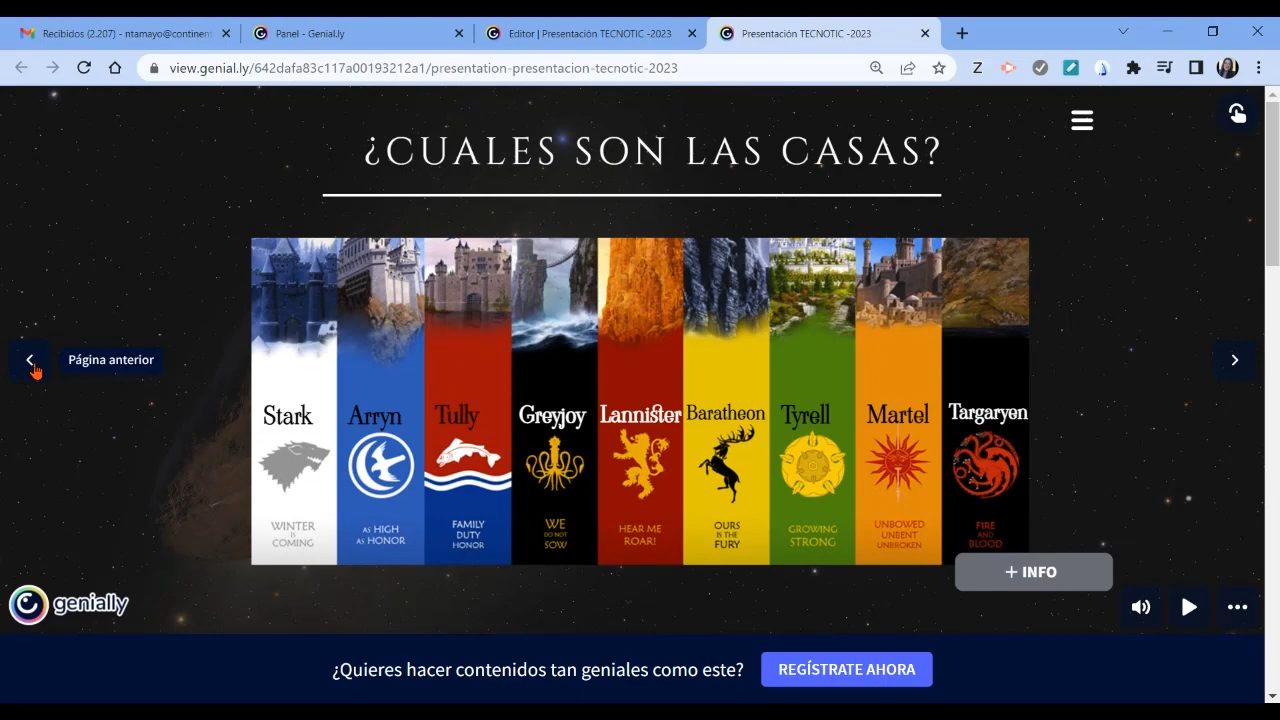 Recibidos (2.207) - ntamayo@continen
Panel - Genial.ly
Editor | Presentación TECNOTIC -2023
Presentación TECNOTIC -2023
view.genial.ly/642dafa83c117a00193212a1/presentation-presentacion-tecnotic-2023
¿CUALES SON LAS CASAS?
Página anterior
Stark
Arryn
Tully
Greyjoy
Lannister
Baratheon
Tyrell
Martel
Targaryen
WINTER
IS
COMING
AS HIGH
AS HONOR
FAMILY
DUTY
HONOR
WE
DO NOT
SOW
HEAR ME
ROAR!
OURS
IS THE
FURY
GROWING
STRONG
UNBOWED
UNBENT
UNBROKEN
FIRE
AND
BLOOD
+ INFO
genially
¿Quieres hacer contenidos tan geniales como este?
REGÍSTRATE AHORA